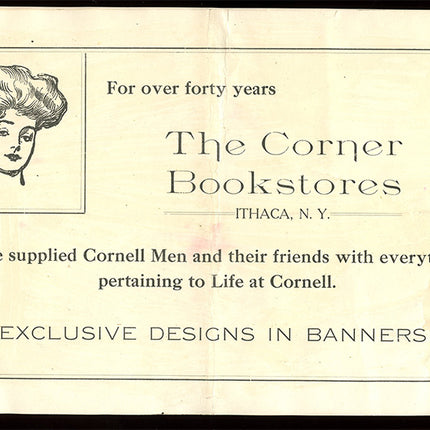 For over forty years
The Corner
Bookstores
ITHACA, N. Y.
e supplied Cornell Men and their friends with everyt
pertaining to Life at Cornell.
EXCLUSIVE DESIGNS IN BANNERS